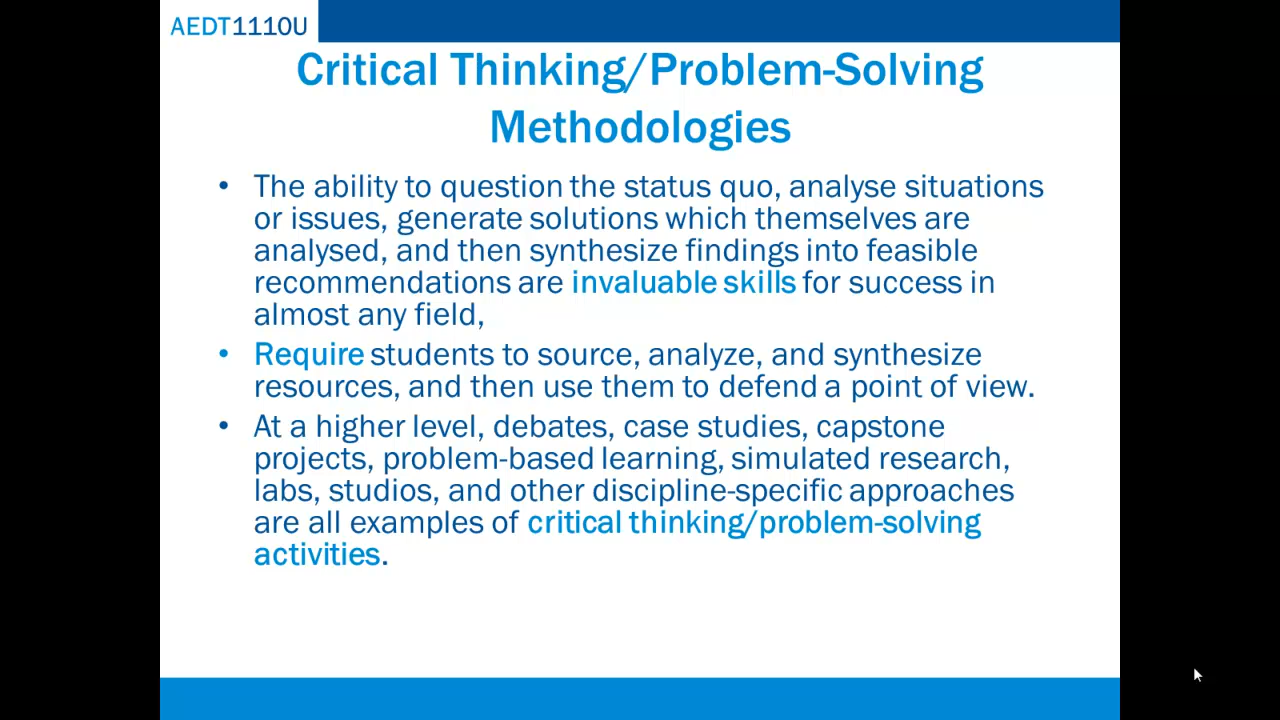 AEDT1110U
Critical Thinking/Problem-Solving
Methodologies
• The ability to question the status quo, analyse situations
or issues, generate solutions which themselves are
analysed, and then synthesize findings into feasible
recommendations are invaluable skills for success in
almost any field,
• Require students to source, analyze, and synthesize
resources, and then use them to defend a point of view.
• At a higher level, debates, case studies, capstone
projects, problem-based learning, simulated research,
labs, studios, and other discipline-specific approaches
are all examples of critical thinking/problem-solving
activities.